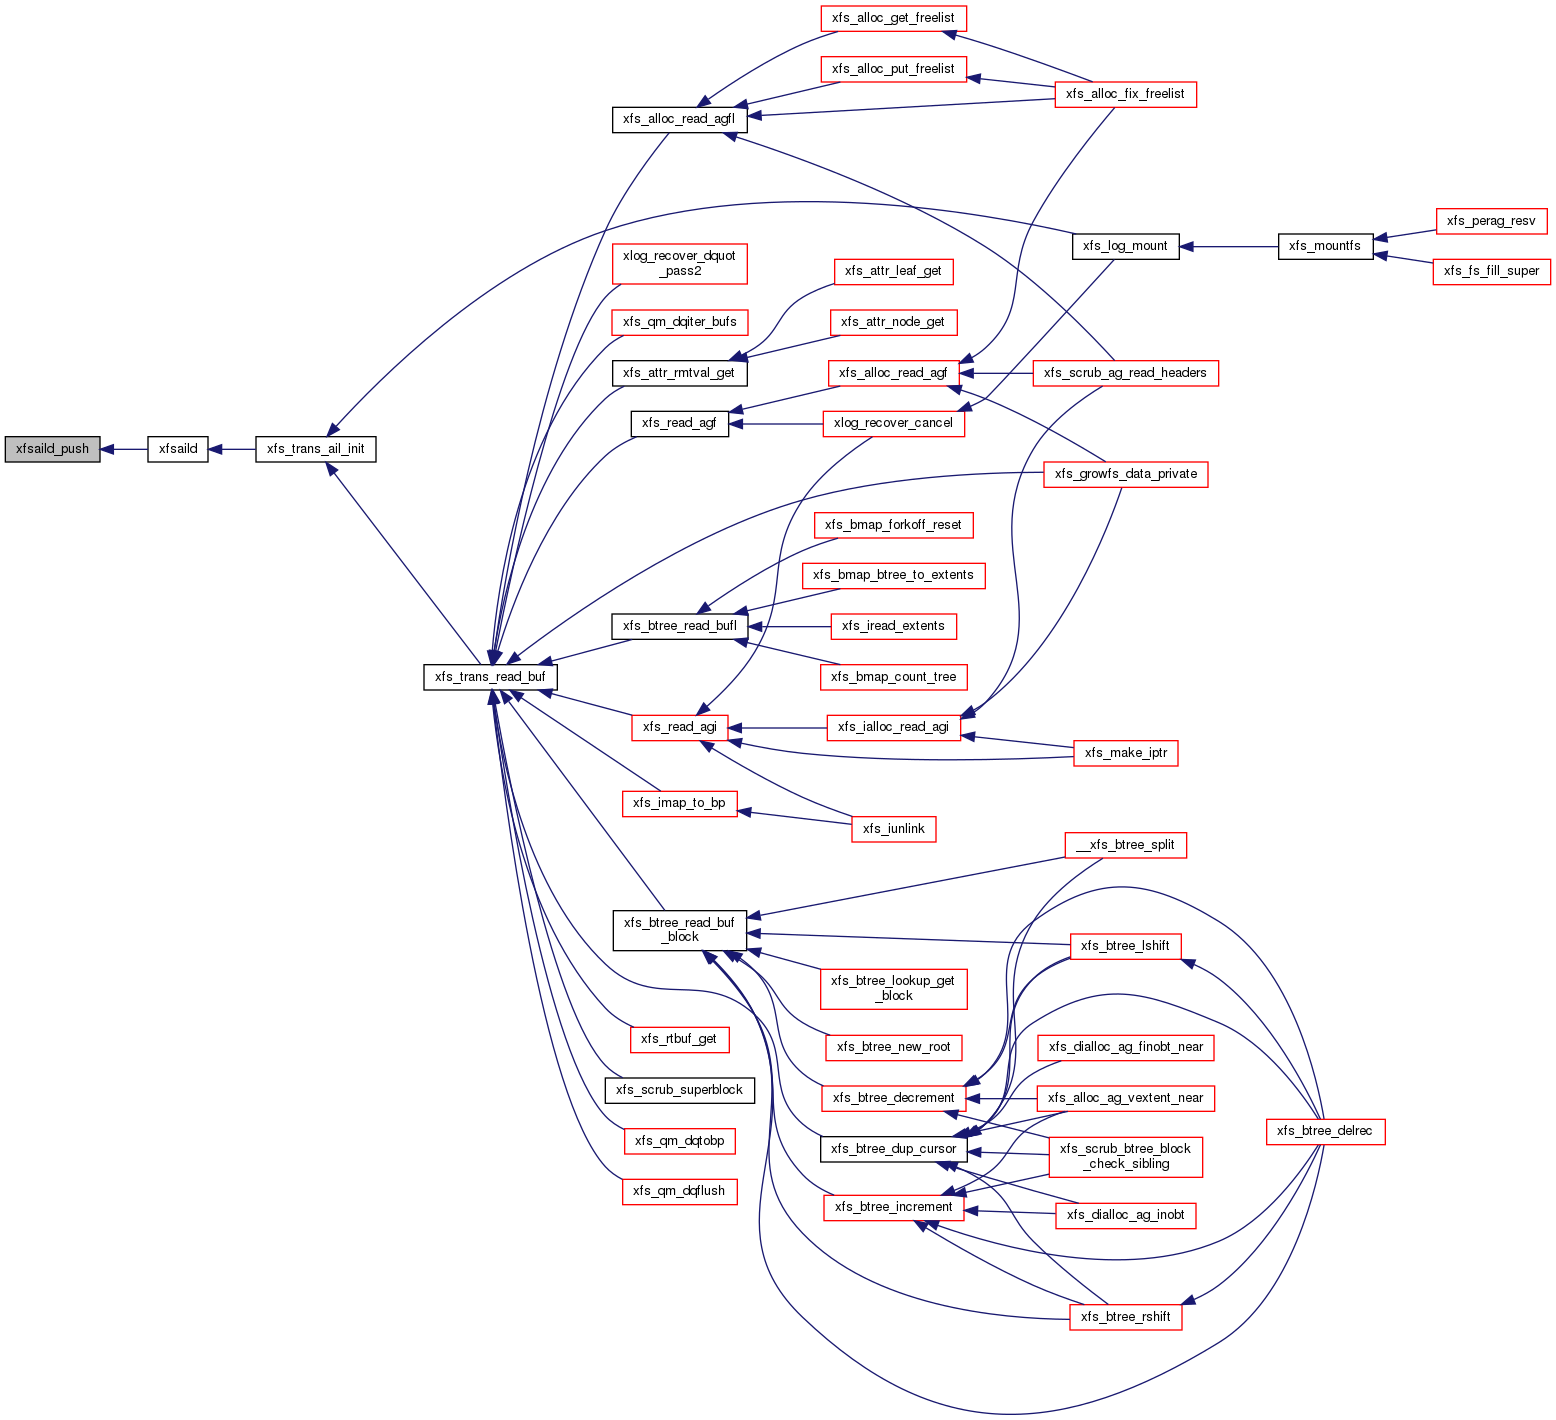 xfs_alloc_get_freelist
xfs_alloc_put_freelist
xfs_alloc_fix_freelist
xfs_alloc_read_agfl
xfs_perag_resv
xfs_log_mount
xfs_mountfs
xlog_recover_dquot
_pass2
xfs_attr_leaf_get
xfs_fs_fill_super
xfs_qm_dqiter_bufs
xfs_attr_node_get
xfs_attr_rmtval_get
xfs_alloc_read_agf
xfs_scrub_ag_read_headers
xfs_read_agf
xlog_recover_cancel
xfsaild_push
xfsaild
xfs_trans_ail_init
xfs_growfs_data_private
xfs_bmap_forkoff_reset
xfs_bmap_btree_to_extents
xfs_btree_read_bufl
xfs_iread_extents
xfs_trans_read_buf
xfs_bmap_count_tree
xfs_read_agi
xfs_ialloc_read_agi
xfs_make_iptr
xfs_imap_to_bp
xfs_iunlink
__xfs_btree_split
xfs_btree_read_buf
_block
xfs_btree_lshift
xfs_btree_lookup_get
_block
xfs_rtbuf_get
xfs_btree_new_root
xfs_dialloc_ag_finobt_near
xfs_scrub_superblock
xfs_btree_decrement
xfs_alloc_ag_vextent_near
xfs_btree_delrec
xfs_qm_dqtobp
xfs_btree_dup_cursor
xfs_scrub_btree_block
_check_sibling
xfs_qm_dqflush
xfs_btree_increment
xfs_dialloc_ag_inobt
xfs_btree_rshift